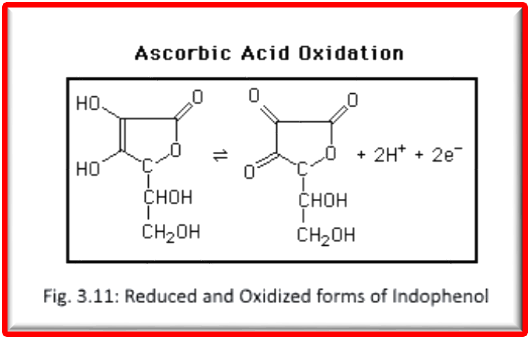 Ascorbic Acid Oxidation
HO O O O
HO O ⇌ O O + 2H⁺ + 2e⁻
C C
CHOH CHOH
CH₂OH CH₂OH
Fig. 3.11: Reduced and Oxidized forms of Indophenol